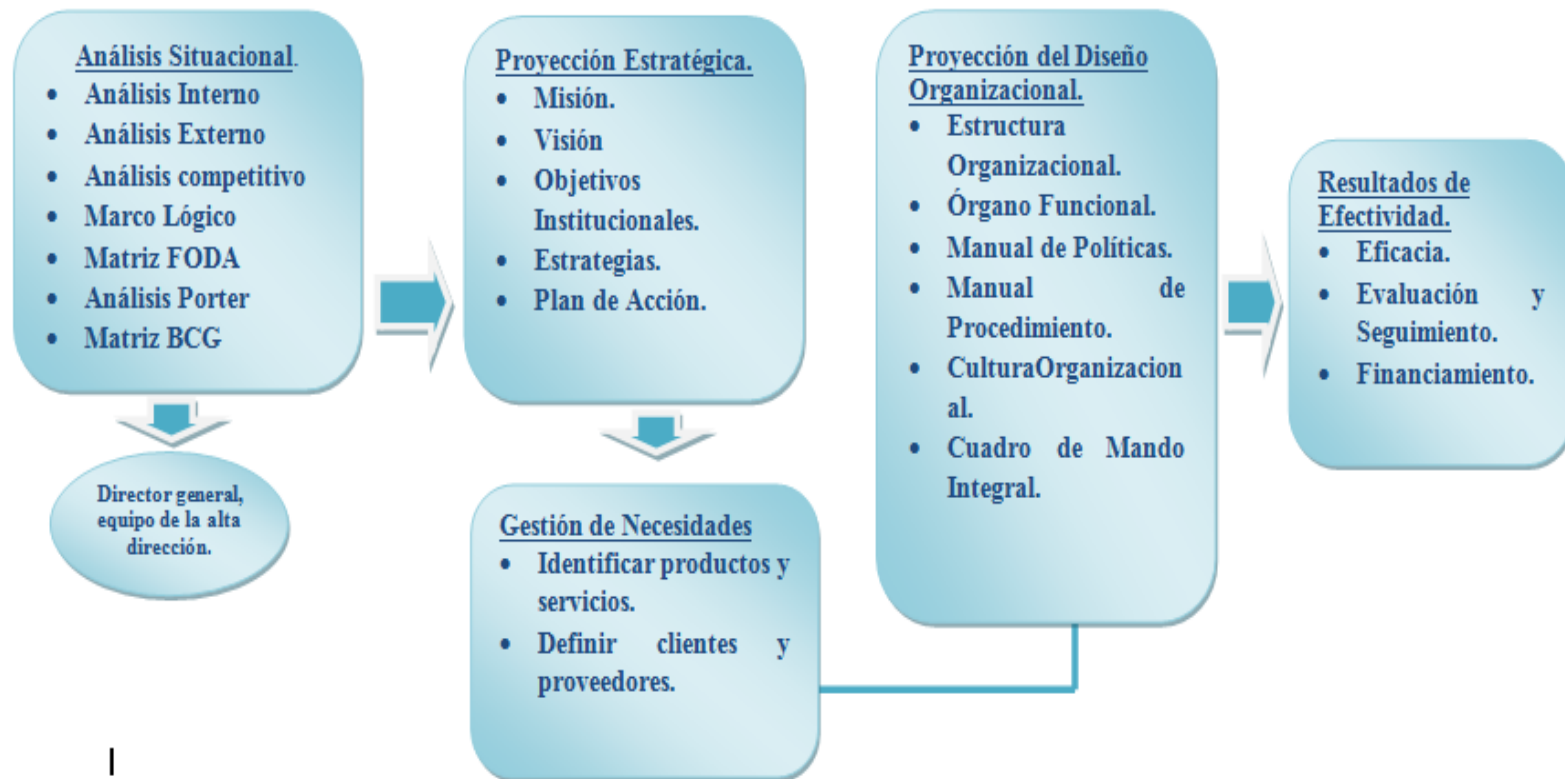 Análisis Situacional.
• Análisis Interno
• Análisis Externo
• Análisis competitivo
• Marco Lógico
• Matriz FODA
• Análisis Porter
• Matriz BCG
Director general,
equipo de la alta
dirección.
Proyección Estratégica.
• Misión.
• Visión
• Objetivos
Institucionales.
• Estrategias.
• Plan de Acción.
Gestión de Necesidades
• Identificar productos y
servicios.
• Definir clientes y
proveedores.
Proyección del Diseño
Organizacional.
• Estructura
Organizacional.
• Órgano Funcional.
• Manual de Políticas.
• Manual de
Procedimiento.
• CulturaOrganizacion
al.
• Cuadro de Mando
Integral.
Resultados de
Efectividad.
• Eficacia.
• Evaluación y
Seguimiento.
• Financiamiento.